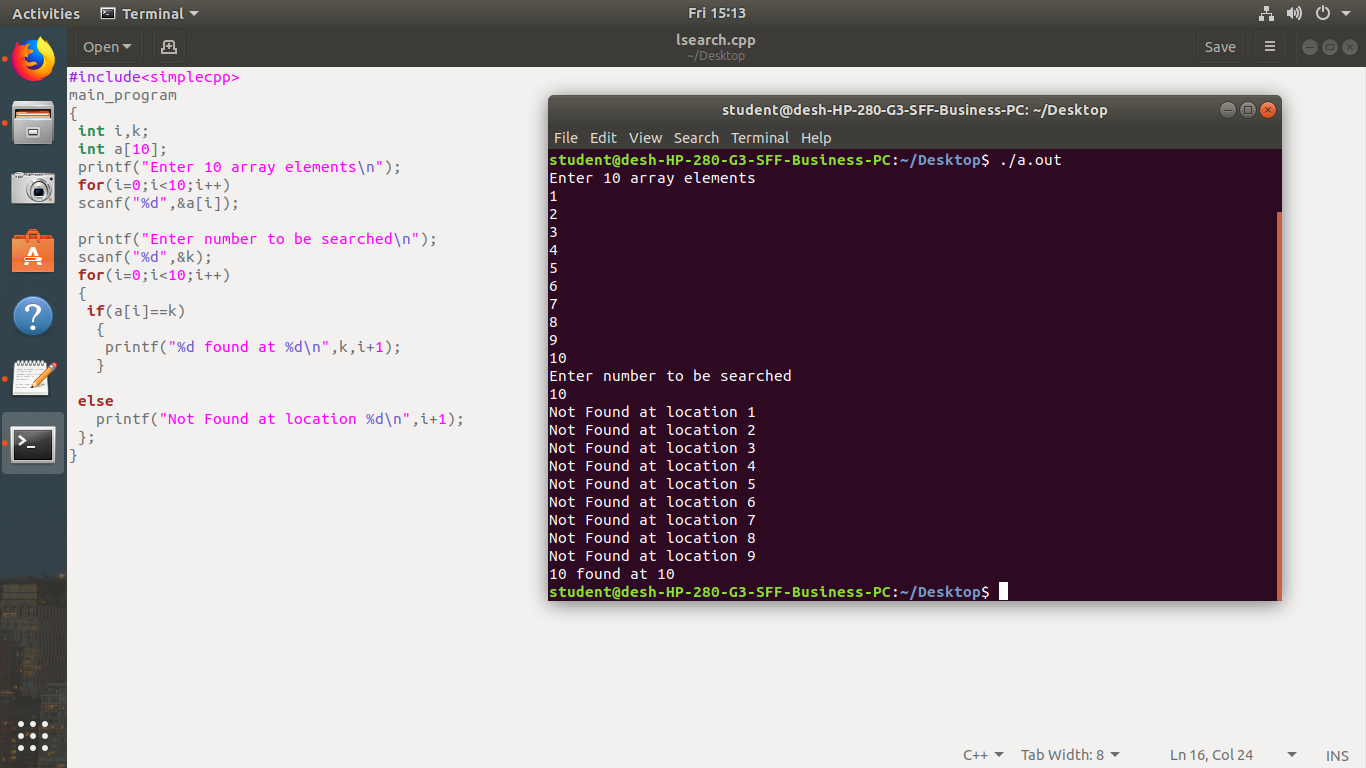 Activities Terminal Fri 15:13
Open lsearch.cpp Save
~/Desktop
#include<simplecpp>
main_program
{
 int i,k;
 int a[10];
 printf("Enter 10 array elements\n");
 for(i=0;i<10;i++)
 scanf("%d",&a[i]);
 printf("Enter number to be searched\n");
 scanf("%d",&k);
 for(i=0;i<10;i++)
 {
  if(a[i]==k)
   {
    printf("%d found at %d\n",k,i+1);
   }
 else
   printf("Not Found at location %d\n",i+1);
 };
}
student@desh-HP-280-G3-SFF-Business-PC: ~/Desktop
File Edit View Search Terminal Help
student@desh-HP-280-G3-SFF-Business-PC:~/Desktop$ ./a.out
Enter 10 array elements
1
2
3
4
5
6
7
8
9
10
Enter number to be searched
10
Not Found at location 1
Not Found at location 2
Not Found at location 3
Not Found at location 4
Not Found at location 5
Not Found at location 6
Not Found at location 7
Not Found at location 8
Not Found at location 9
10 found at 10
student@desh-HP-280-G3-SFF-Business-PC:~/Desktop$
C++ Tab Width: 8 Ln 16, Col 24 INS